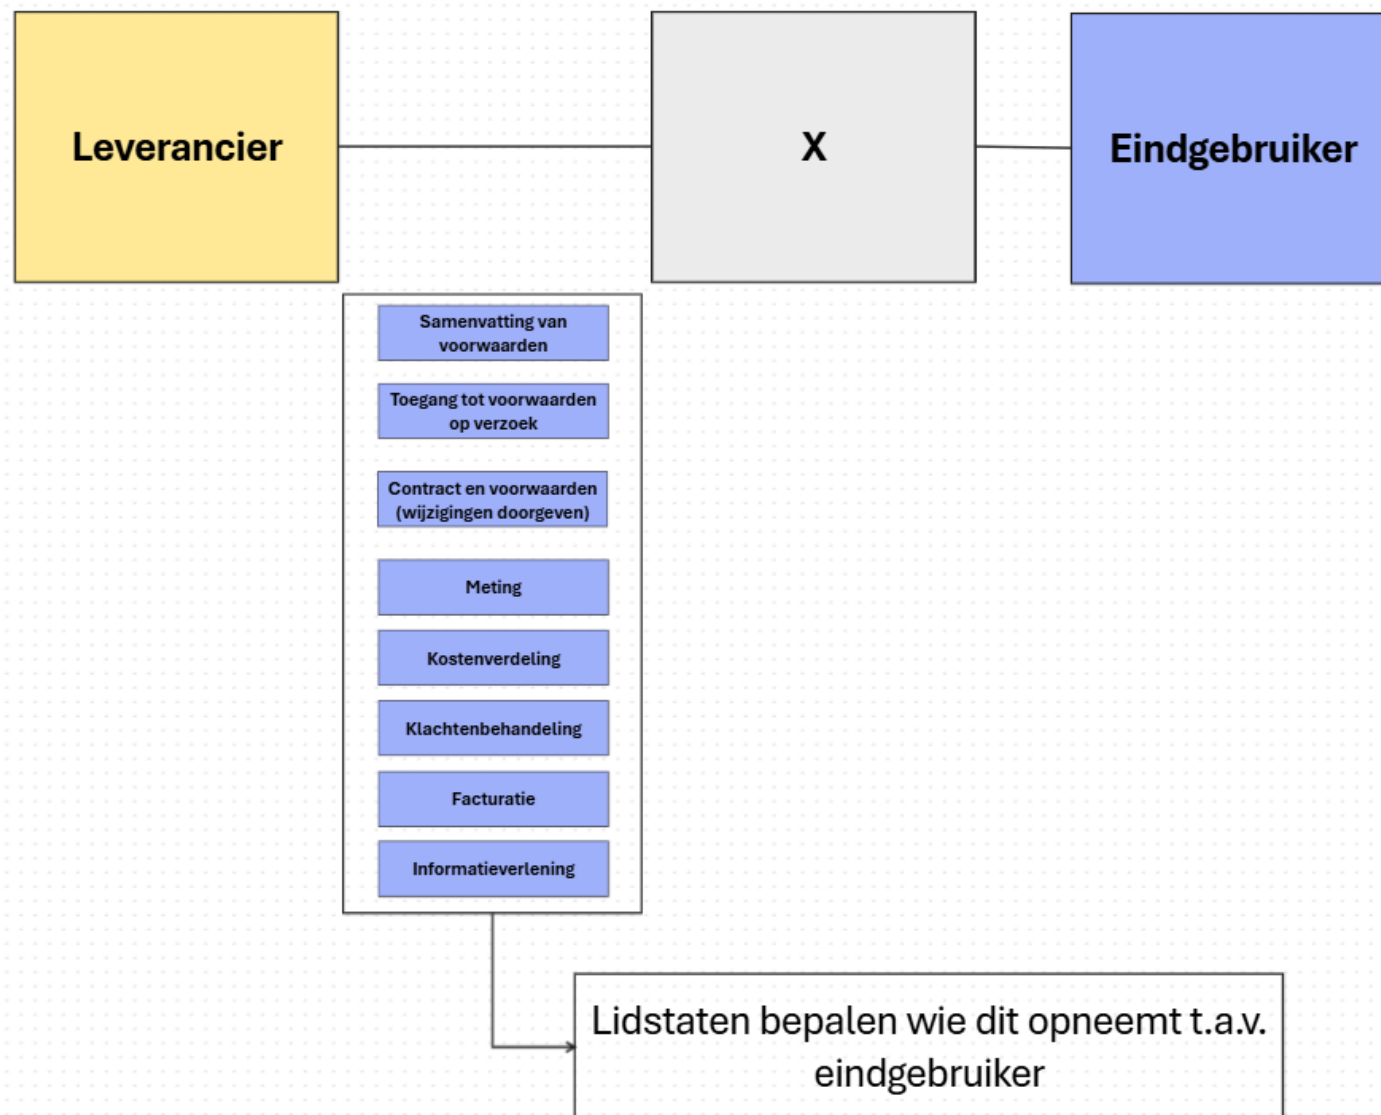 Leverancier
X
Eindgebruiker
Samenvatting van
voorwaarden
Toegang tot voorwaarden
op verzoek
Contract en voorwaarden
(wijzigingen doorgeven)
Meting
Kostenverdeling
Klachtenbehandeling
Facturatie
Informatieverlening
Lidstaten bepalen wie dit opneemt t.a.v.
eindgebruiker